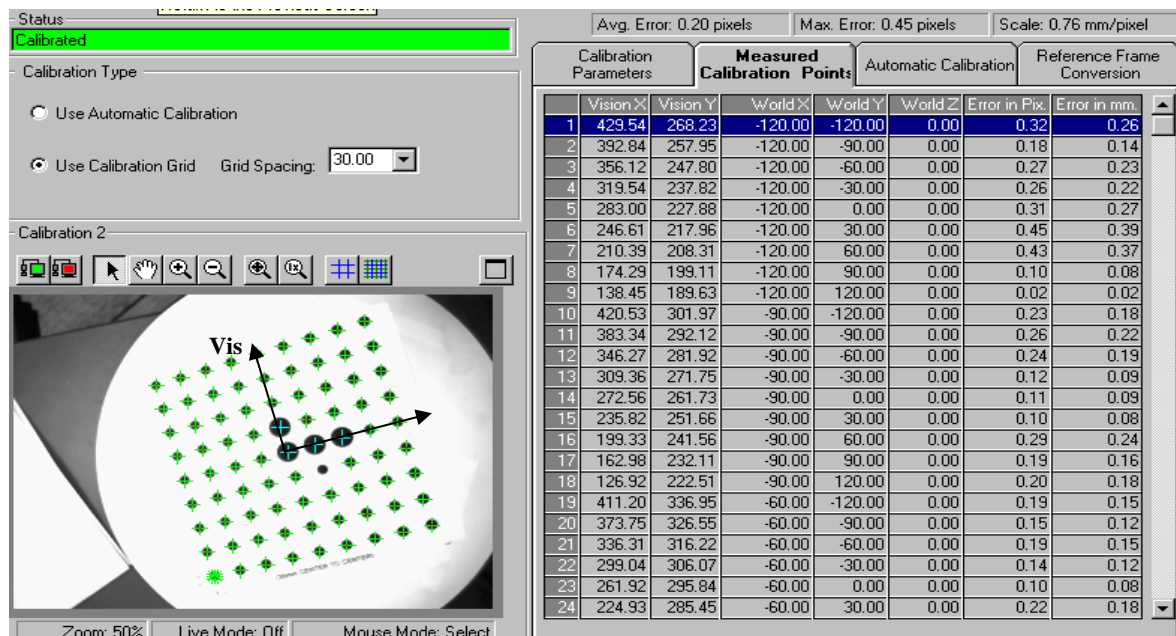 Status
Calibrated
Calibration Type
Use Automatic Calibration
Use Calibration Grid Grid Spacing: 30.00
Calibration 2
Vis
30mm CENTER TO CENTERS
Zoom: 50% Live Mode: Off Mouse Mode: Select
Avg. Error: 0.20 pixels Max. Error: 0.45 pixels Scale: 0.76 mm/pixel
Calibration Parameters Measured Calibration Points Automatic Calibration Reference Frame Conversion
Vision X Vision Y World X World Y World Z Error in Pix. Error in mm.
1 429.54 268.23 -120.00 -120.00 0.00 0.32 0.26
2 392.84 257.95 -120.00 -90.00 0.00 0.18 0.14
3 356.12 247.80 -120.00 -60.00 0.00 0.27 0.23
4 319.54 237.82 -120.00 -30.00 0.00 0.26 0.22
5 283.00 227.88 -120.00 0.00 0.00 0.31 0.27
6 246.61 217.96 -120.00 30.00 0.00 0.45 0.39
7 210.39 208.31 -120.00 60.00 0.00 0.43 0.37
8 174.29 199.11 -120.00 90.00 0.00 0.10 0.08
9 138.45 189.63 -120.00 120.00 0.00 0.02 0.02
10 420.53 301.97 -90.00 -120.00 0.00 0.23 0.18
11 383.34 292.12 -90.00 -90.00 0.00 0.26 0.22
12 346.27 281.92 -90.00 -60.00 0.00 0.24 0.19
13 309.36 271.75 -90.00 -30.00 0.00 0.12 0.09
14 272.56 261.73 -90.00 0.00 0.00 0.11 0.09
15 235.82 251.66 -90.00 30.00 0.00 0.10 0.08
16 199.33 241.56 -90.00 60.00 0.00 0.29 0.24
17 162.98 232.11 -90.00 90.00 0.00 0.19 0.16
18 126.92 222.51 -90.00 120.00 0.00 0.20 0.18
19 411.20 336.95 -60.00 -120.00 0.00 0.19 0.15
20 373.75 326.55 -60.00 -90.00 0.00 0.15 0.12
21 336.31 316.22 -60.00 -60.00 0.00 0.19 0.15
22 299.04 306.07 -60.00 -30.00 0.00 0.14 0.12
23 261.92 295.84 -60.00 0.00 0.00 0.10 0.08
24 224.93 285.45 -60.00 30.00 0.00 0.22 0.18